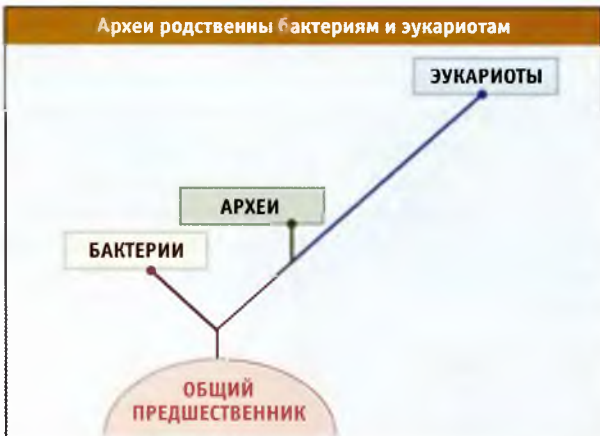 Археи родственны бактериям и эукариотам
ЭУКАРИОТЫ
АРХЕИ
БАКТЕРИИ
ОБЩИЙ
ПРЕДШЕСТВЕННИК